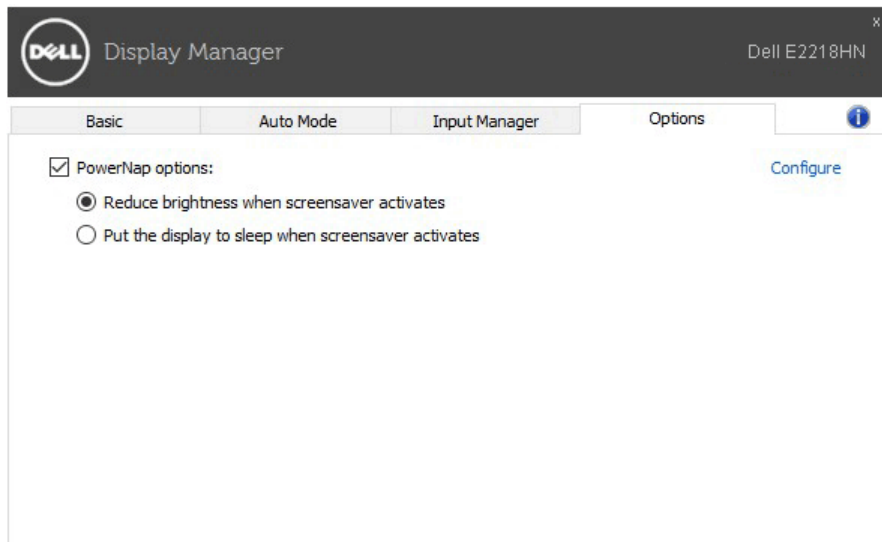 DELL Display Manager
x
Dell E2218HN
Basic Auto Mode Input Manager Options i
PowerNap options: Configure
Reduce brightness when screensaver activates
Put the display to sleep when screensaver activates